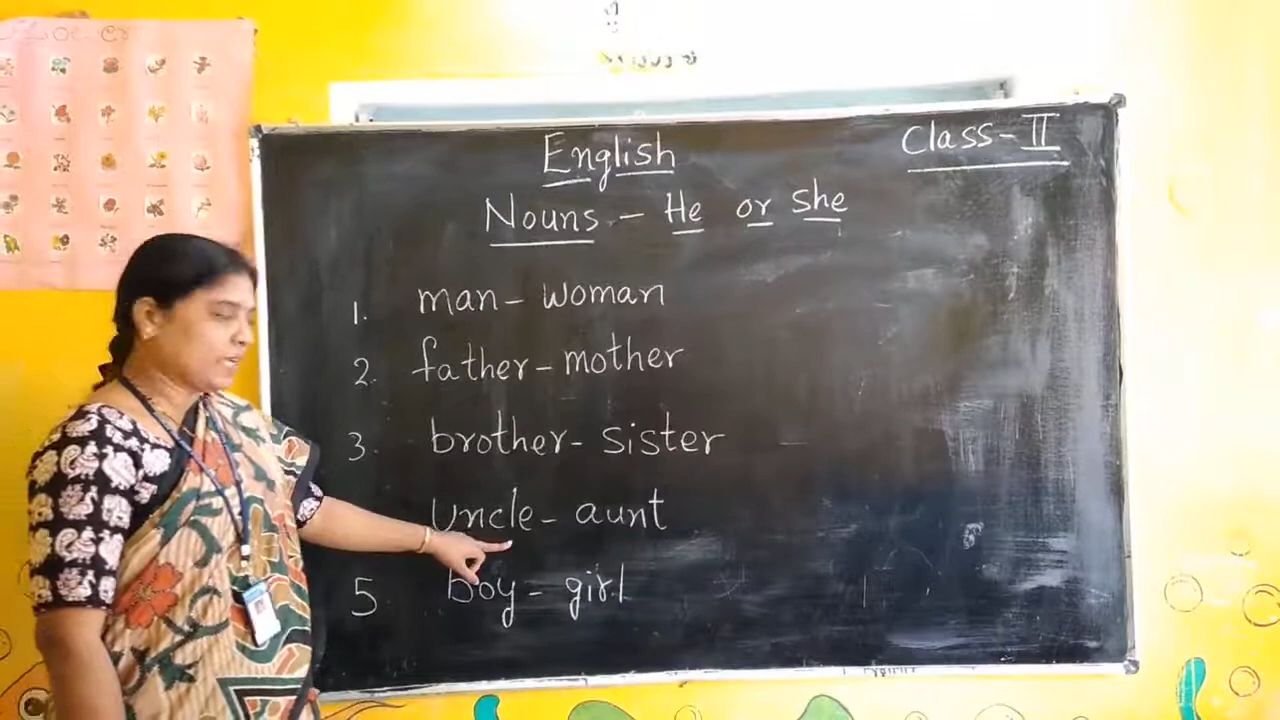 English
Class-II
Nouns - He or she
1. man - woman
2. father - mother
3. brother - sister
uncle - aunt
5 boy - girl